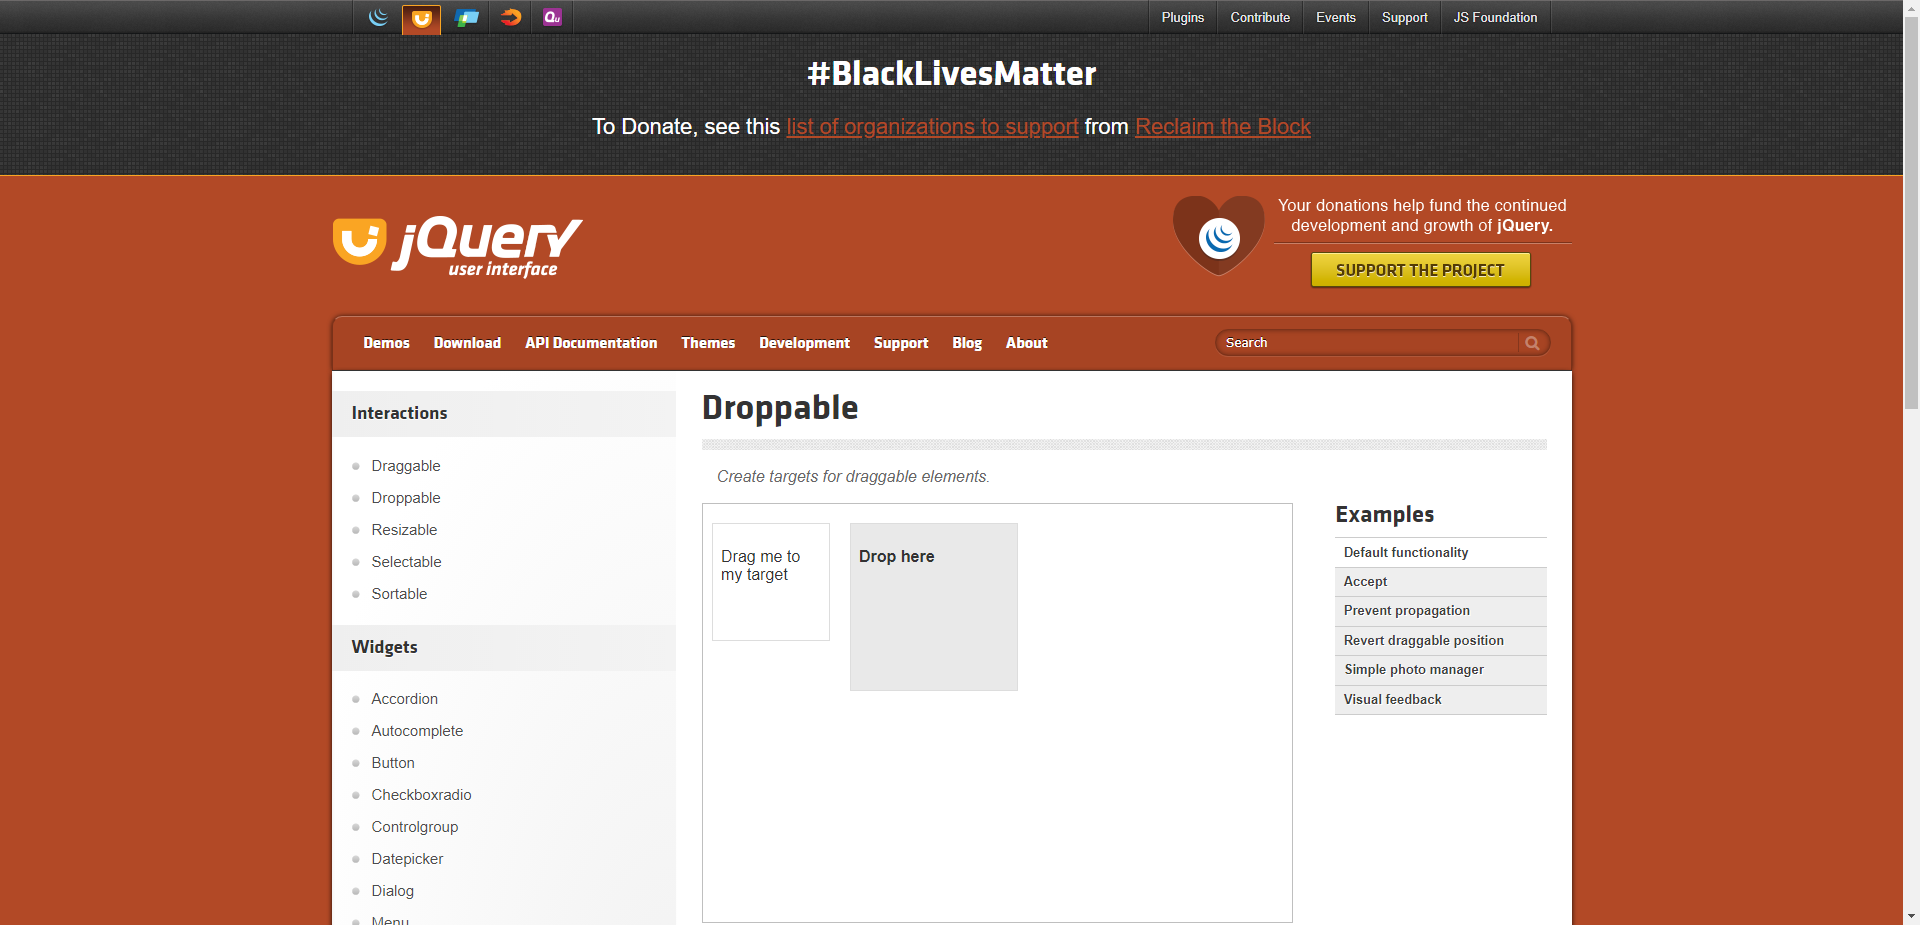 Qu
Plugins
Contribute
Events
Support
JS Foundation
#BlackLivesMatter
To Donate, see this list of organizations to support from Reclaim the Block
jQuery
user interface
Your donations help fund the continued
development and growth of jQuery.
SUPPORT THE PROJECT
Demos
Download
API Documentation
Themes
Development
Support
Blog
About
Search
Interactions
Draggable
Droppable
Resizable
Selectable
Sortable
Widgets
Accordion
Autocomplete
Button
Checkboxradio
Controlgroup
Datepicker
Dialog
Menu
Droppable
Create targets for draggable elements.
Drag me to
my target
Drop here
Examples
Default functionality
Accept
Prevent propagation
Revert draggable position
Simple photo manager
Visual feedback